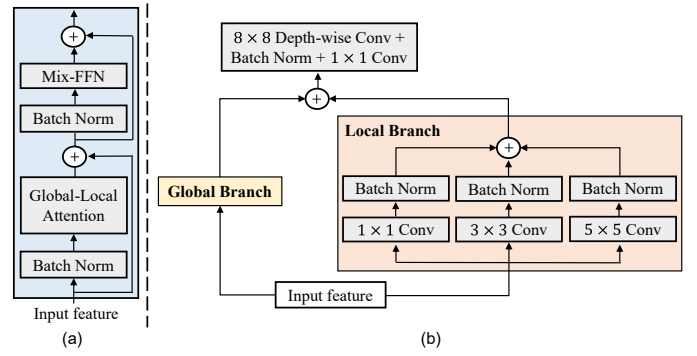 +
Mix-FFN
Batch Norm
+
Global-Local
Attention
Batch Norm
Input feature
(a)
8 × 8 Depth-wise Conv +
Batch Norm + 1 × 1 Conv
+
Local Branch
+
Global Branch
Batch Norm
Batch Norm
Batch Norm
1 × 1 Conv
3 × 3 Conv
5 × 5 Conv
Input feature
(b)